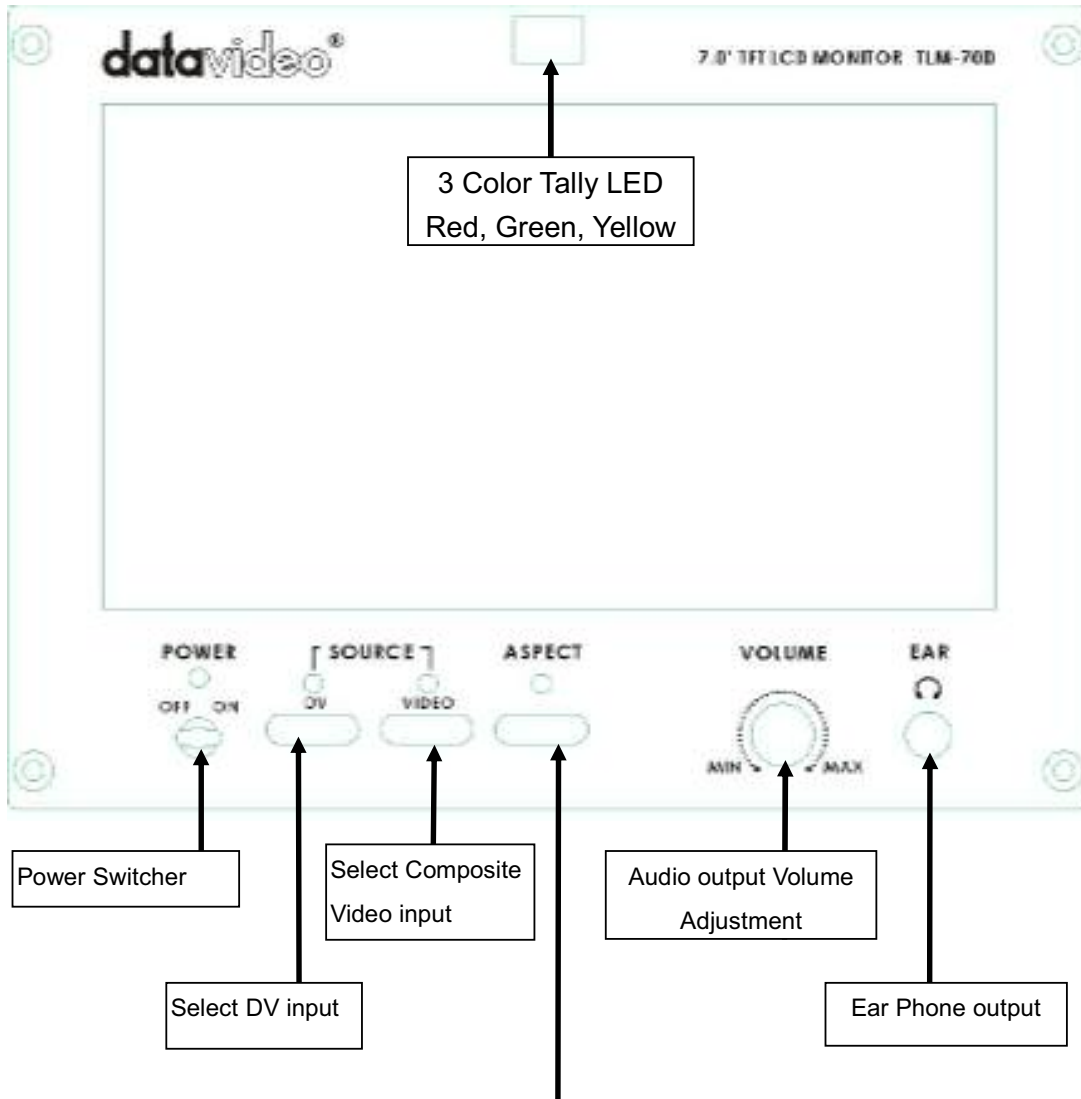 datavideo®
7.0" TFT LCD MONITOR TLM-70D
3 Color Tally LED
Red, Green, Yellow
POWER
SOURCE
ASPECT
VOLUME
EAR
OFF ON
DV
VIDEO
MIN
MAX
Power Switcher
Select Composite
Video input
Audio output Volume
Adjustment
Select DV input
Ear Phone output